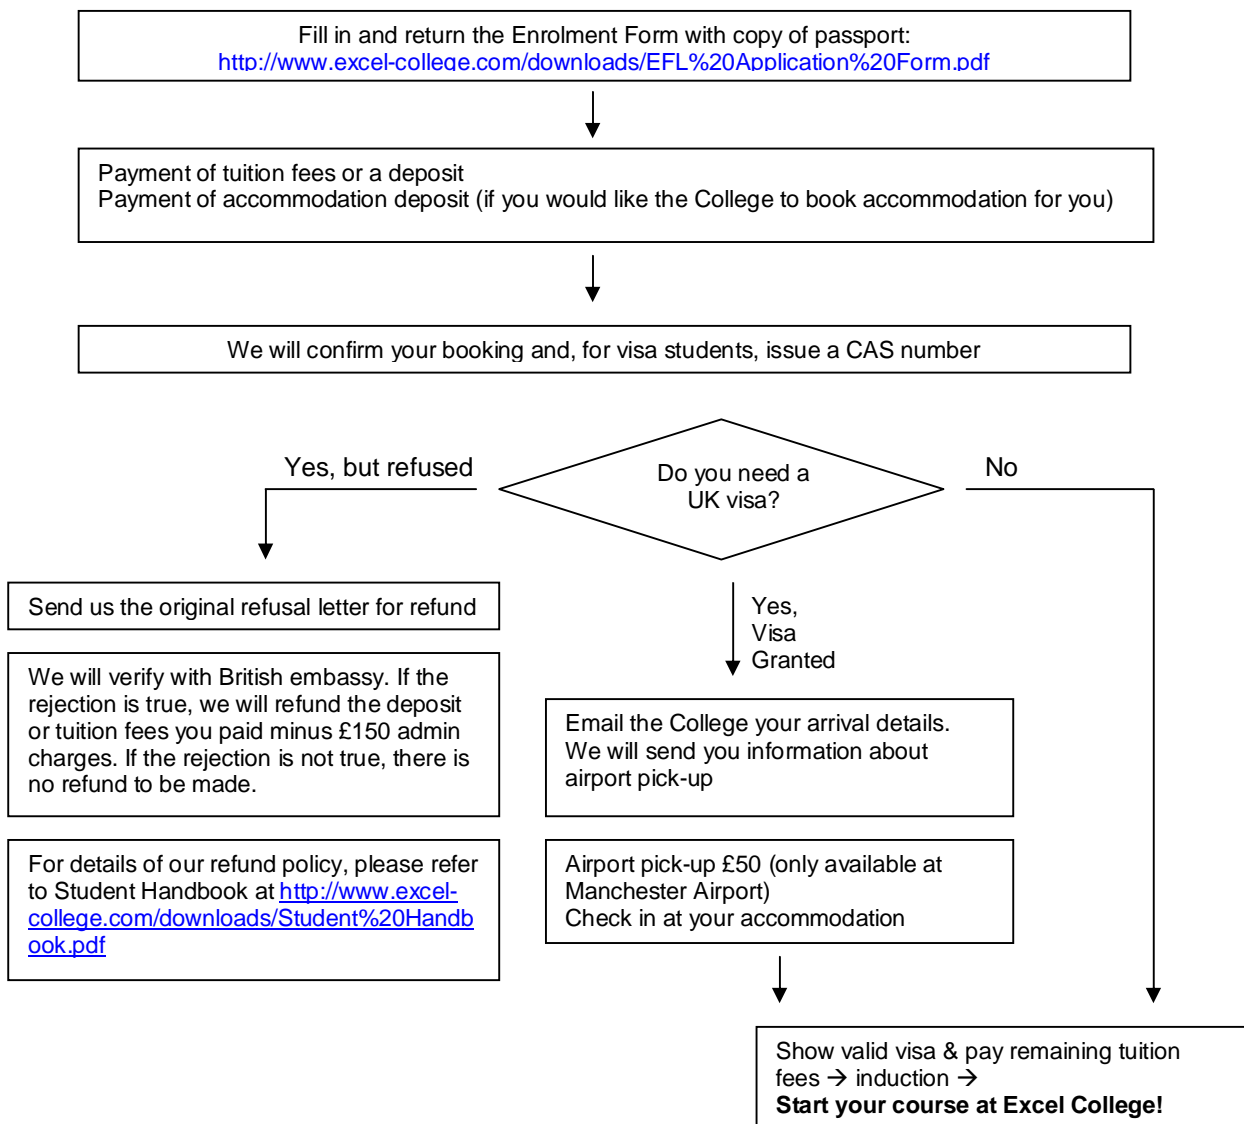 Fill in and return the Enrolment Form with copy of passport:
http://www.excel-college.com/downloads/EFL%20Application%20Form.pdf
Payment of tuition fees or a deposit
Payment of accommodation deposit (if you would like the College to book accommodation for you)
We will confirm your booking and, for visa students, issue a CAS number
Do you need a
UK visa?
Yes, but refused
No
Send us the original refusal letter for refund
We will verify with British embassy. If the
rejection is true, we will refund the deposit
or tuition fees you paid minus £150 admin
charges. If the rejection is not true, there is
no refund to be made.
For details of our refund policy, please refer
to Student Handbook at http://www.excel-
college.com/downloads/Student%20Handb
ook.pdf
Yes,
Visa
Granted
Email the College your arrival details.
We will send you information about
airport pick-up
Airport pick-up £50 (only available at
Manchester Airport)
Check in at your accommodation
Show valid visa & pay remaining tuition
fees → induction →
Start your course at Excel College!